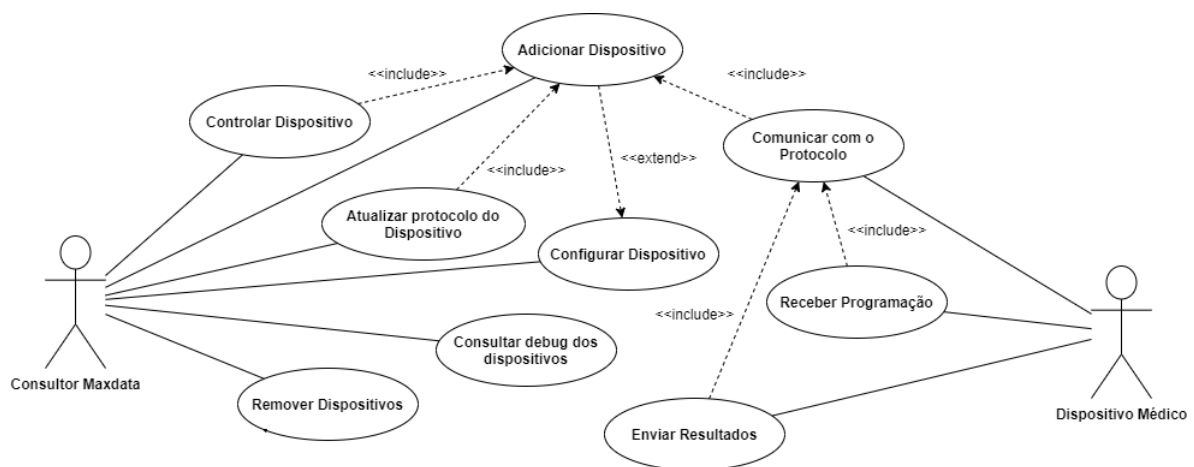 Adicionar Dispositivo
<<include>>
<<include>>
Controlar Dispositivo
Comunicar com o
Protocolo
<<include>>
<<extend>>
Atualizar protocolo do
Dispositivo
Configurar Dispositivo
<<include>>
Receber Programação
<<include>>
Consultar debug dos
dispositivos
Consultor Maxdata
Remover Dispositivos
Dispositivo Médico
Enviar Resultados